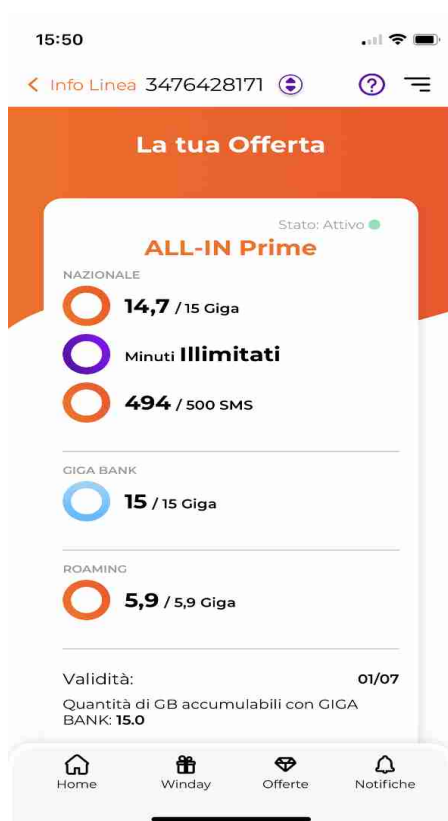 15:50
Info Linea 3476428171
?
La tua Offerta
Stato: Attivo
ALL-IN Prime
NAZIONALE
14,7 / 15 Giga
Minuti Illimitati
494 / 500 SMS
GIGA BANK
15 / 15 Giga
ROAMING
5,9 / 5,9 Giga
Validità: 01/07
Quantità di GB accumulabili con GIGA
BANK: 15.0
Home Winday Offerte Notifiche